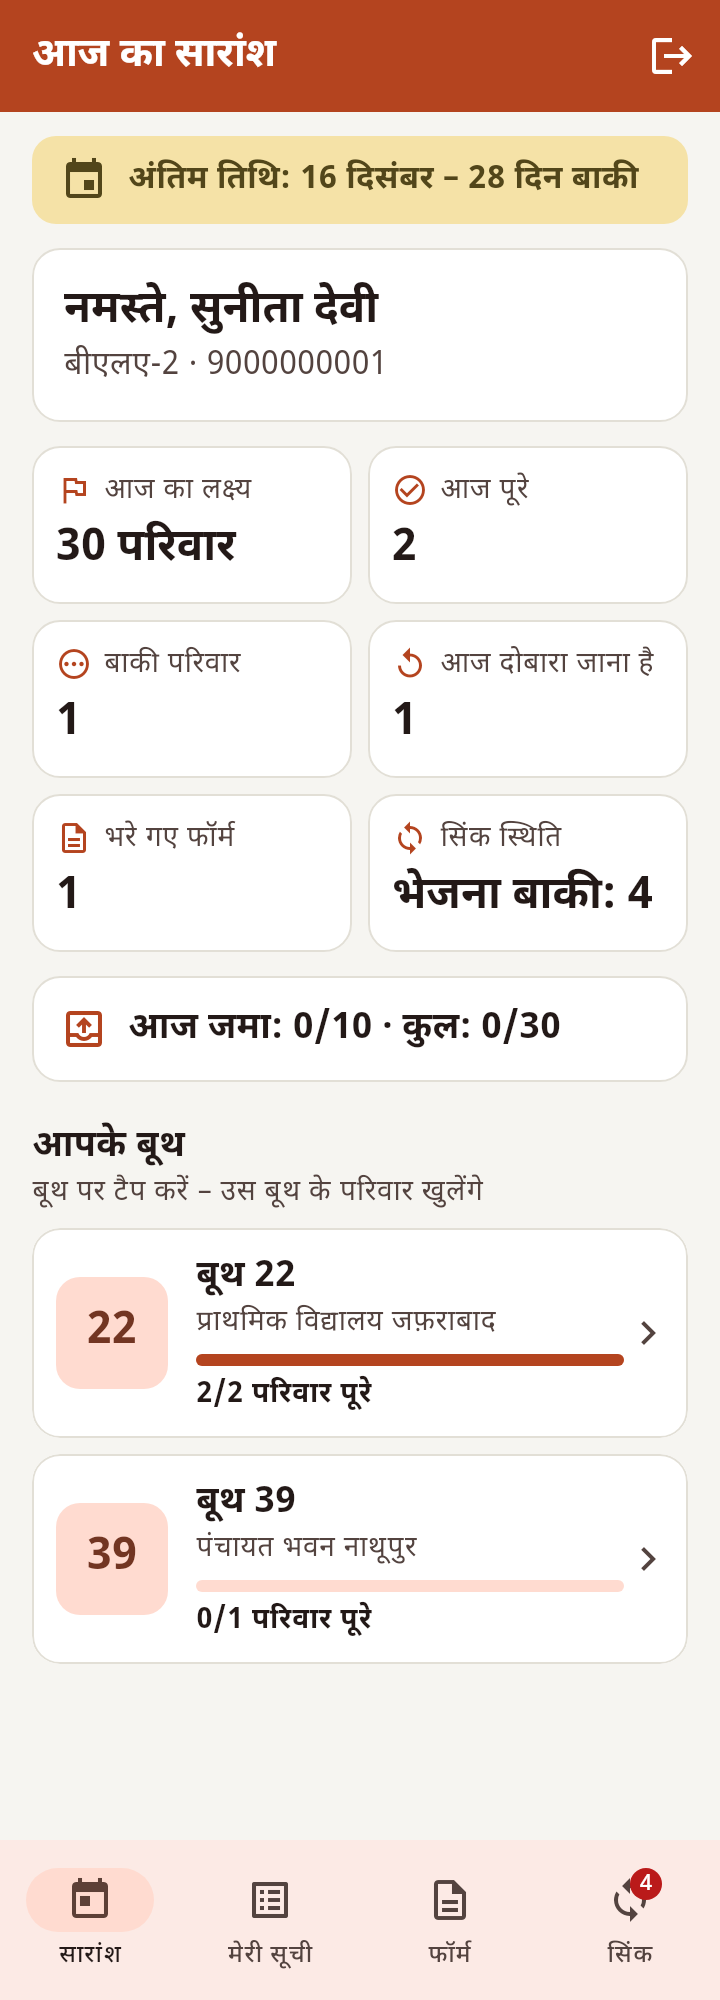 आज का सारांश
अंतिम तिथि: 16 दिसंबर – 28 दिन बाकी
नमस्ते, सुनीता देवी
बीएलए-2 · 9000000001
आज का लक्ष्य
30 परिवार
आज पूरे
2
बाकी परिवार
1
आज दोबारा जाना है
1
भरे गए फॉर्म
1
सिंक स्थिति
भेजना बाकी: 4
आज जमा: 0/10 · कुल: 0/30
आपके बूथ
बूथ पर टैप करें – उस बूथ के परिवार खुलेंगे
22
बूथ 22
प्राथमिक विद्यालय जफ़राबाद
2/2 परिवार पूरे
39
बूथ 39
पंचायत भवन नाथूपुर
0/1 परिवार पूरे
4
सारांश
मेरी सूची
फॉर्म
सिंक